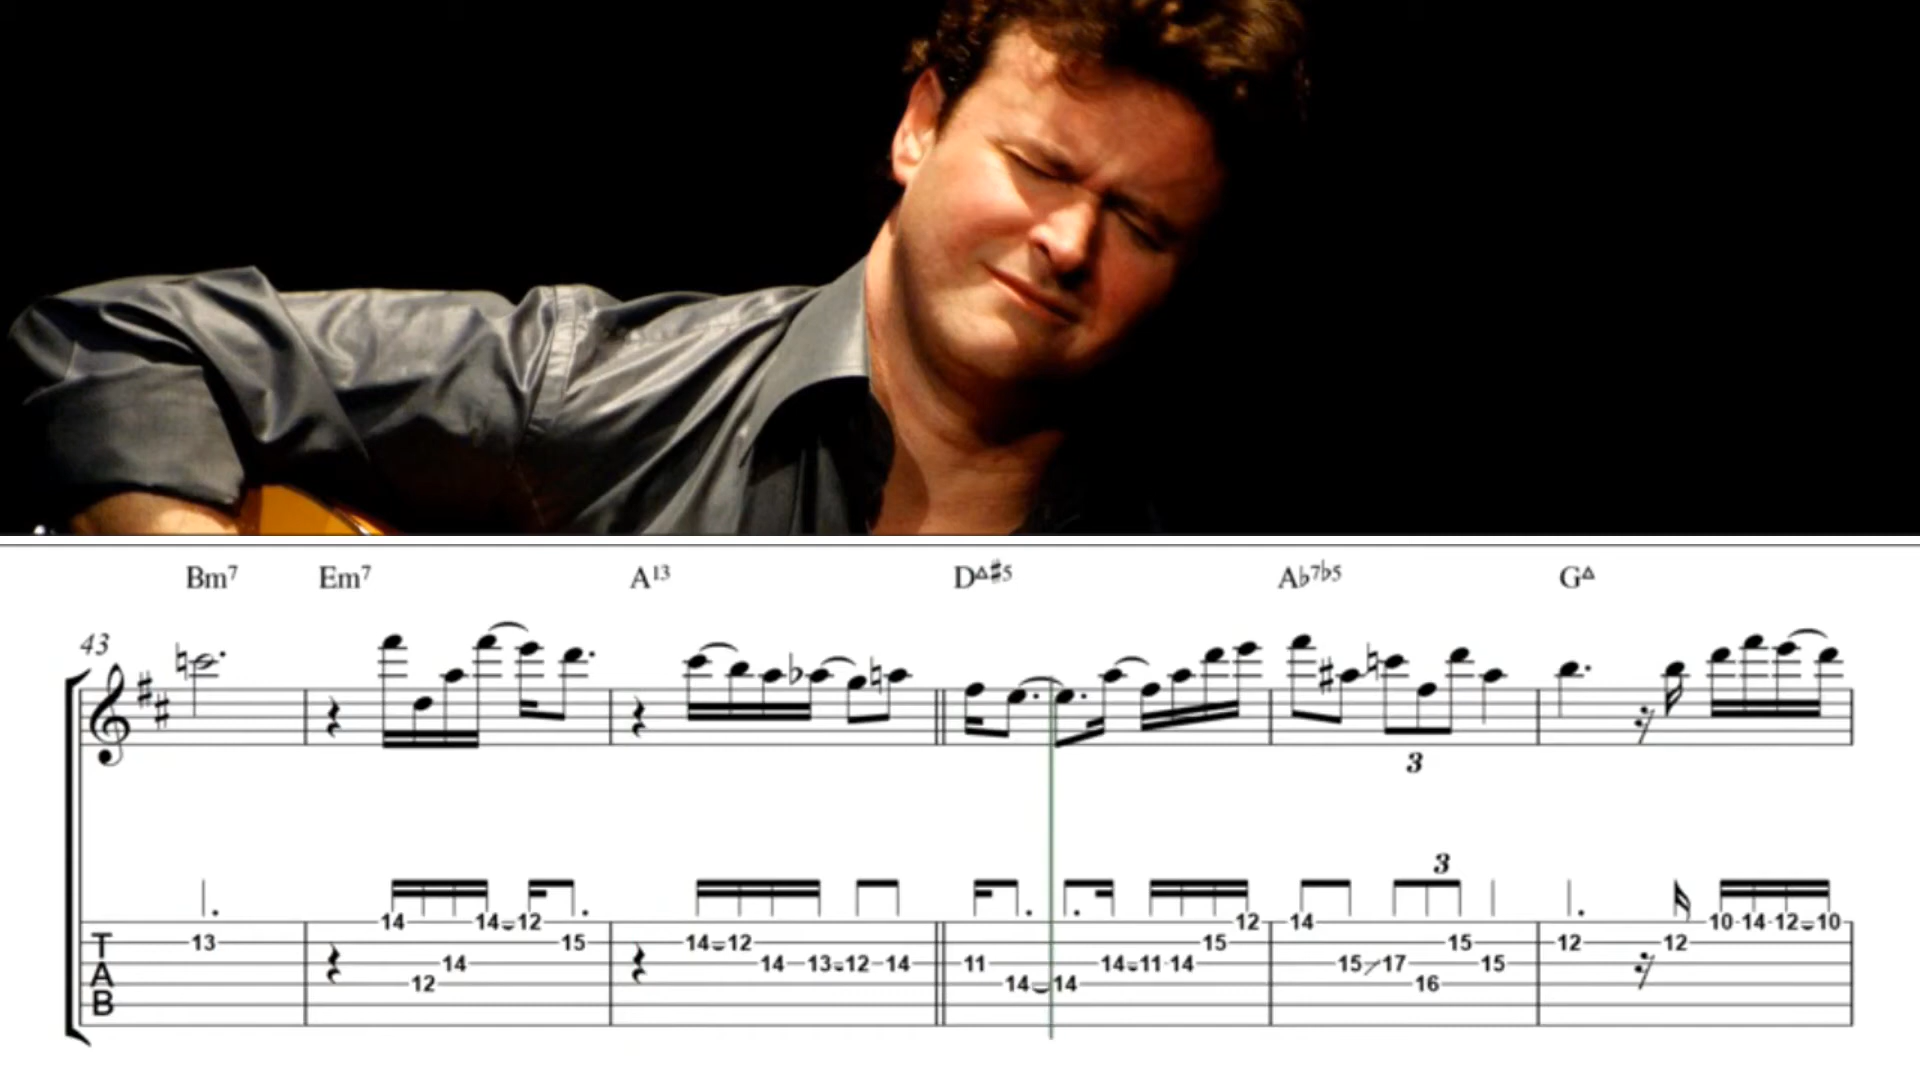 Bm7 Em7 A13 D△♯5 A♭7♭5 G△
43
3
3
14 14 12 10 14 12 10
T 13 15 14 12 15 15 12 12
A 14 14 13 12 14 11 14 11 14 15 17 15
12 14 14 16
B